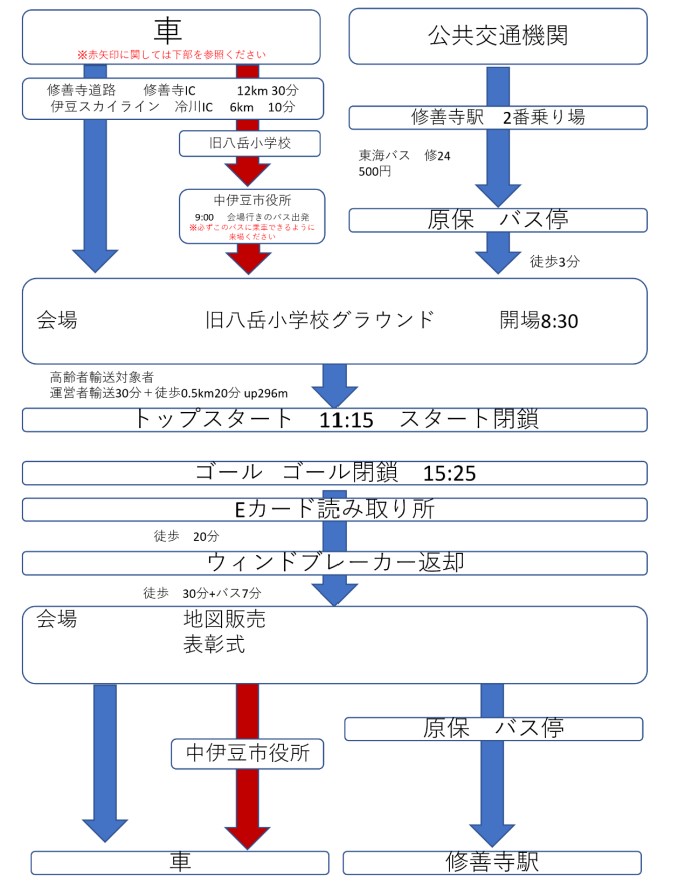 車
※赤矢印に関しては下部を参照ください
公共交通機関
修善寺道路 修善寺IC 12km 30分
伊豆スカイライン 冷川IC 6km 10分
修善寺駅 2番乗り場
旧八岳小学校
東海バス 修24
500円
中伊豆市役所
9:00 会場行きのバス出発
※必ずこのバスに乗車できるように
来場ください
原保 バス停
徒歩3分
会場 旧八岳小学校グラウンド 開場8:30
高齢者輸送対象者
運営者輸送30分+徒歩0.5km20分 up296m
トップスタート 11:15 スタート閉鎖
ゴール ゴール閉鎖 15:25
Eカード読み取り所
徒歩 20分
ウィンドブレーカー返却
徒歩 30分+バス7分
会場 地図販売
表彰式
原保 バス停
中伊豆市役所
車
修善寺駅